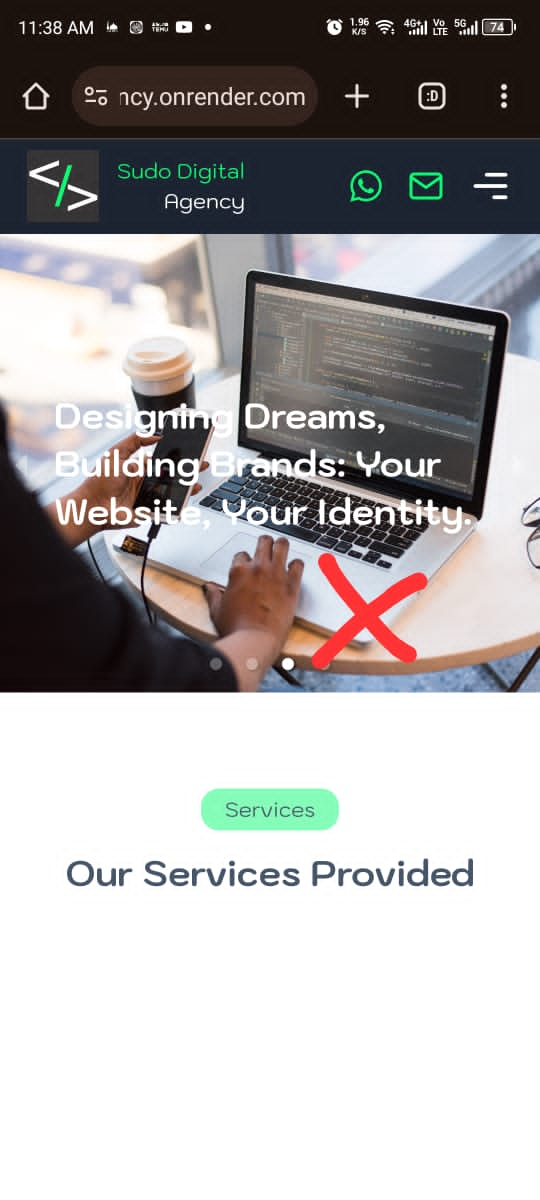 11:38 AM
1.96
K/S
4G+
Vo
LTE
5G
74
ncy.onrender.com
:D
</>
Sudo Digital
Agency
Designing Dreams,
Building Brands: Your
Website, Your Identity.
Services
Our Services Provided